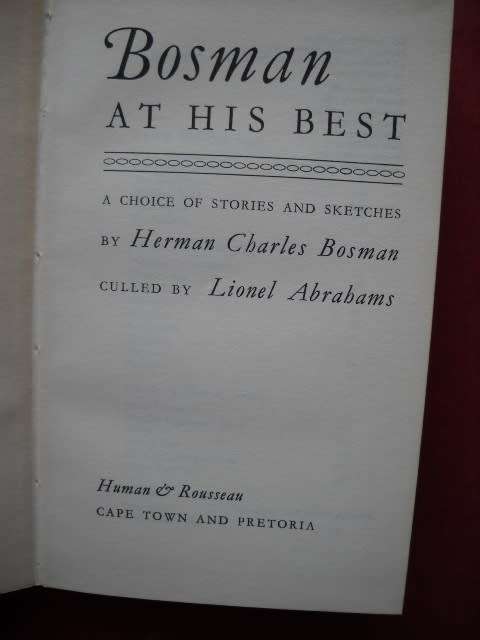 Bosman
AT HIS BEST
A CHOICE OF STORIES AND SKETCHES
BY Herman Charles Bosman
CULLED BY Lionel Abrahams
Human & Rousseau
CAPE TOWN AND PRETORIA